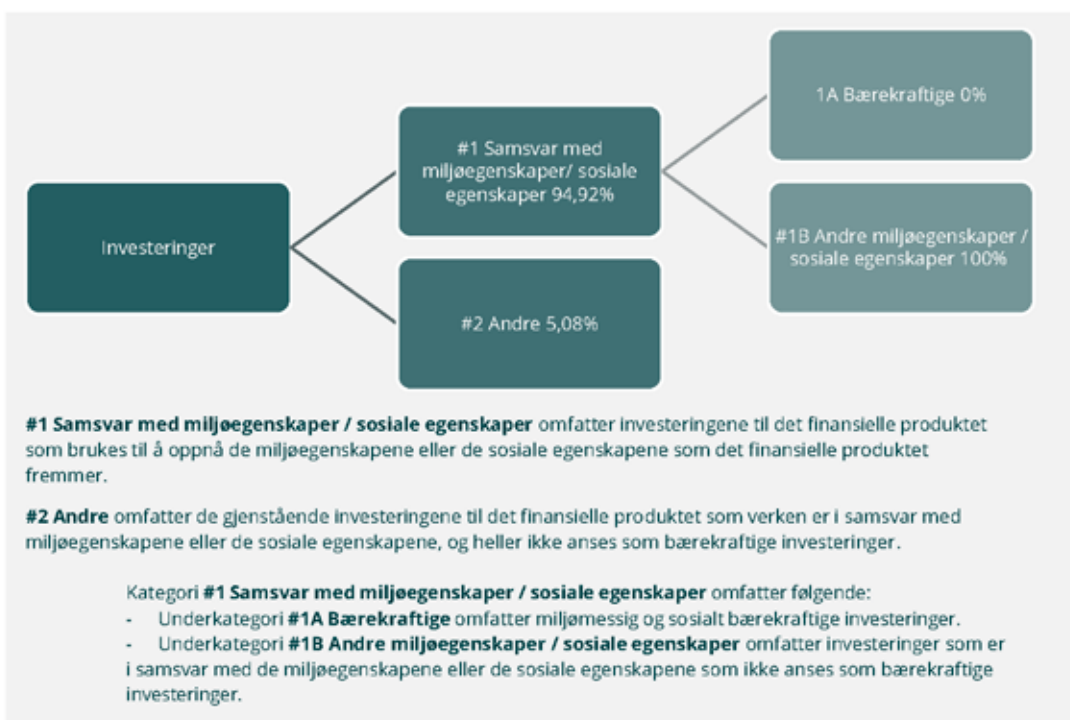 1A Bærekraftige 0%
#1 Samsvar med
miljøegenskaper/ sosiale
egenskaper 94,92%
Investeringer
#1B Andre miljøegenskaper /
sosiale egenskaper 100%
#2 Andre 5,08%
#1 Samsvar med miljøegenskaper / sosiale egenskaper omfatter investeringene til det finansielle produktet
som brukes til å oppnå de miljøegenskapene eller de sosiale egenskapene som det finansielle produktet
fremmer.
#2 Andre omfatter de gjenstående investeringene til det finansielle produktet som verken er i samsvar med
miljøegenskapene eller de sosiale egenskapene, og heller ikke anses som bærekraftige investeringer.
Kategori #1 Samsvar med miljøegenskaper / sosiale egenskaper omfatter følgende:
- Underkategori #1A Bærekraftige omfatter miljømessig og sosialt bærekraftige investeringer.
- Underkategori #1B Andre miljøegenskaper / sosiale egenskaper omfatter investeringer som er
i samsvar med de miljøegenskapene eller de sosiale egenskapene som ikke anses som bærekraftige
investeringer.